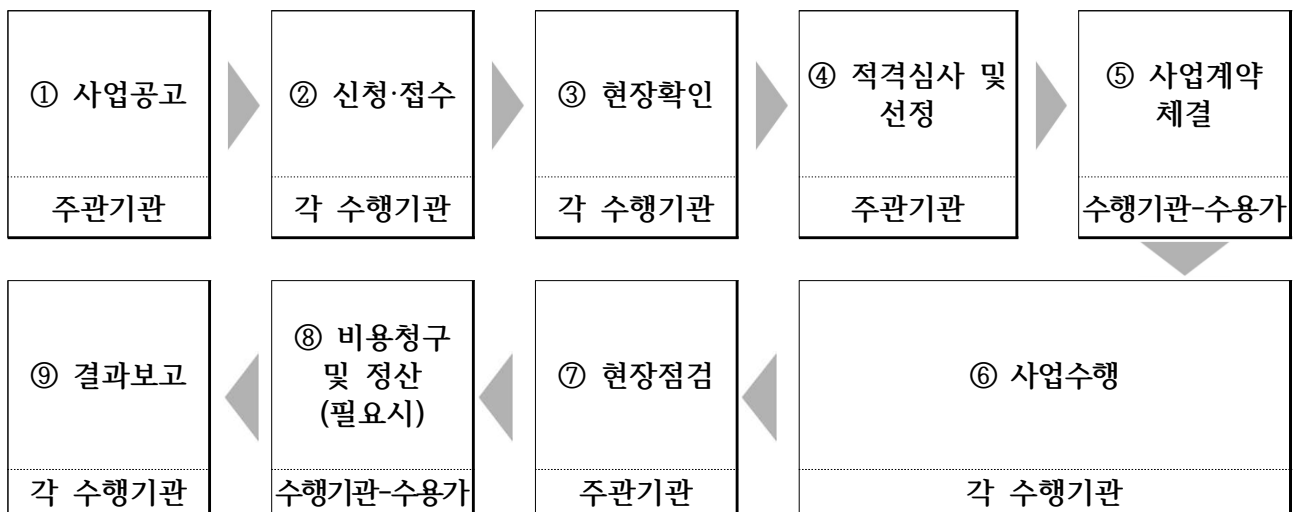 ① 사업공고
주관기관
② 신청·접수
각 수행기관
③ 현장확인
각 수행기관
④ 적격심사 및
선정
주관기관
⑤ 사업계약
체결
수행기관-수용가
⑥ 사업수행
각 수행기관
⑦ 현장점검
주관기관
⑧ 비용청구
및 정산
(필요시)
수행기관-수용가
⑨ 결과보고
각 수행기관